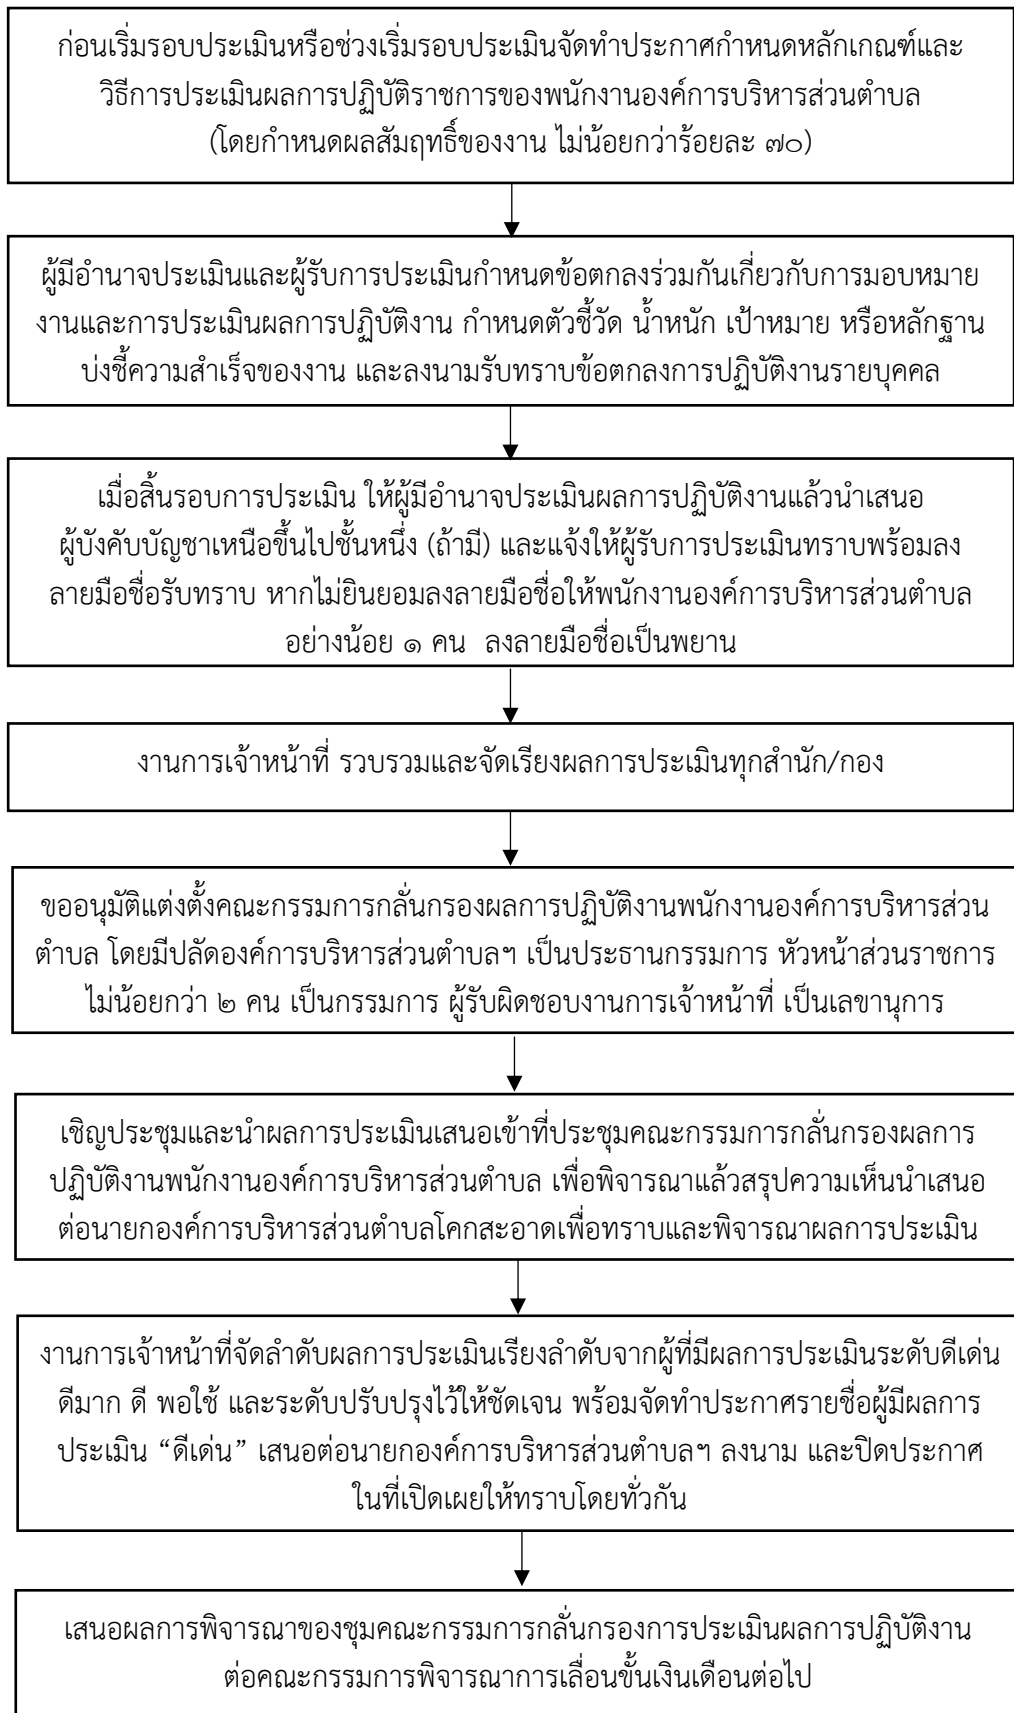 ก่อนเริ่มรอบประเมินหรือช่วงเริ่มรอบประเมินจัดทำประกาศกำหนดหลักเกณฑ์และ
วิธีการประเมินผลการปฏิบัติราชการของพนักงานองค์การบริหารส่วนตำบล
(โดยกำหนดผลสัมฤทธิ์ของงาน ไม่น้อยกว่าร้อยละ ๗๐)
ผู้มีอำนาจประเมินและผู้รับการประเมินกำหนดข้อตกลงร่วมกันเกี่ยวกับการมอบหมาย
งานและการประเมินผลการปฏิบัติงาน กำหนดตัวชี้วัด น้ำหนัก เป้าหมาย หรือหลักฐาน
บ่งชี้ความสำเร็จของงาน และลงนามรับทราบข้อตกลงการปฏิบัติงานรายบุคคล
เมื่อสิ้นรอบการประเมิน ให้ผู้มีอำนาจประเมินผลการปฏิบัติงานแล้วนำเสนอ
ผู้บังคับบัญชาเหนือขึ้นไปชั้นหนึ่ง (ถ้ามี) และแจ้งให้ผู้รับการประเมินทราบพร้อมลง
ลายมือชื่อรับทราบ หากไม่ยินยอมลงลายมือชื่อให้พนักงานองค์การบริหารส่วนตำบล
อย่างน้อย ๑ คน  ลงลายมือชื่อเป็นพยาน
งานการเจ้าหน้าที่ รวบรวมและจัดเรียงผลการประเมินทุกสำนัก/กอง
ขออนุมัติแต่งตั้งคณะกรรมการกลั่นกรองผลการปฏิบัติงานพนักงานองค์การบริหารส่วน
ตำบล โดยมีปลัดองค์การบริหารส่วนตำบลฯ เป็นประธานกรรมการ หัวหน้าส่วนราชการ
ไม่น้อยกว่า ๒ คน เป็นกรรมการ ผู้รับผิดชอบงานการเจ้าหน้าที่ เป็นเลขานุการ
เชิญประชุมและนำผลการประเมินเสนอเข้าที่ประชุมคณะกรรมการกลั่นกรองผลการ
ปฏิบัติงานพนักงานองค์การบริหารส่วนตำบล เพื่อพิจารณาแล้วสรุปความเห็นนำเสนอ
ต่อนายกองค์การบริหารส่วนตำบลโคกสะอาดเพื่อทราบและพิจารณาผลการประเมิน
งานการเจ้าหน้าที่จัดลำดับผลการประเมินเรียงลำดับจากผู้ที่มีผลการประเมินระดับดีเด่น
ดีมาก ดี พอใช้ และระดับปรับปรุงไว้ให้ชัดเจน พร้อมจัดทำประกาศรายชื่อผู้มีผลการ
ประเมิน “ดีเด่น” เสนอต่อนายกองค์การบริหารส่วนตำบลฯ ลงนาม และปิดประกาศ
ในที่เปิดเผยให้ทราบโดยทั่วกัน
เสนอผลการพิจารณาของชุมคณะกรรมการกลั่นกรองการประเมินผลการปฏิบัติงาน
ต่อคณะกรรมการพิจารณาการเลื่อนขั้นเงินเดือนต่อไป